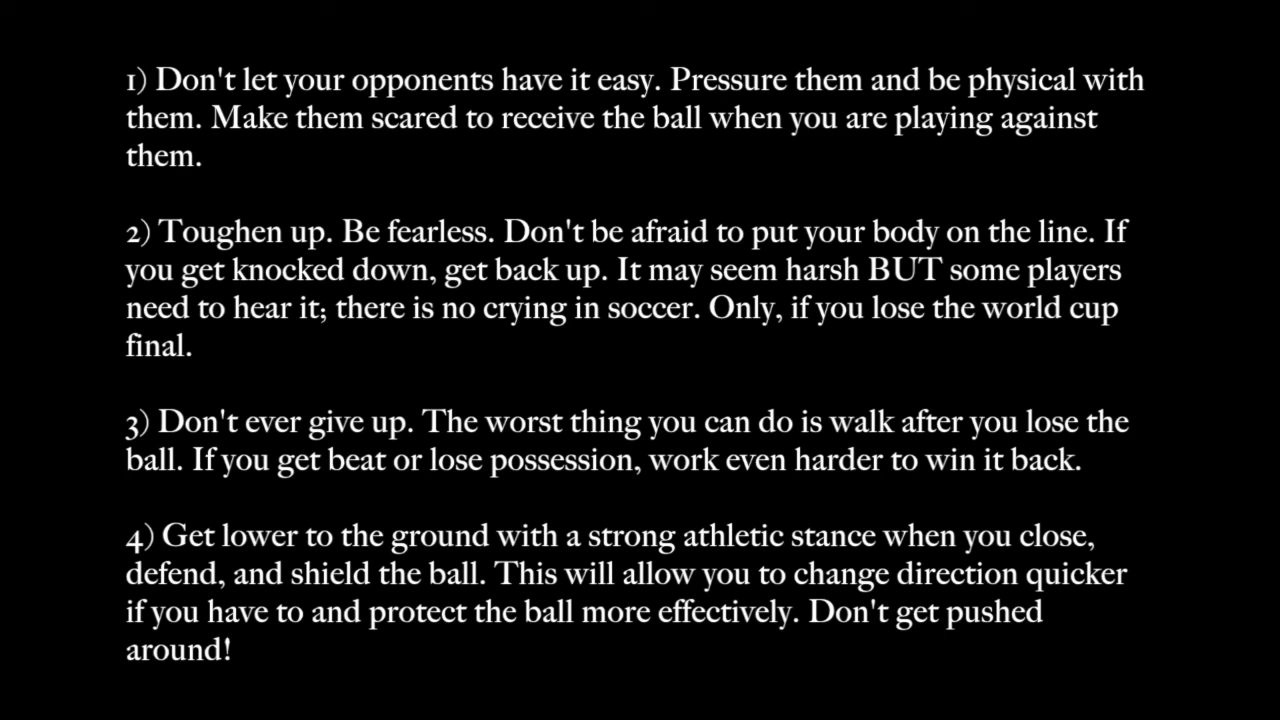 1) Don't let your opponents have it easy. Pressure them and be physical with
them. Make them scared to receive the ball when you are playing against
them.
2) Toughen up. Be fearless. Don't be afraid to put your body on the line. If
you get knocked down, get back up. It may seem harsh BUT some players
need to hear it; there is no crying in soccer. Only, if you lose the world cup
final.
3) Don't ever give up. The worst thing you can do is walk after you lose the
ball. If you get beat or lose possession, work even harder to win it back.
4) Get lower to the ground with a strong athletic stance when you close,
defend, and shield the ball. This will allow you to change direction quicker
if you have to and protect the ball more effectively. Don't get pushed
around!